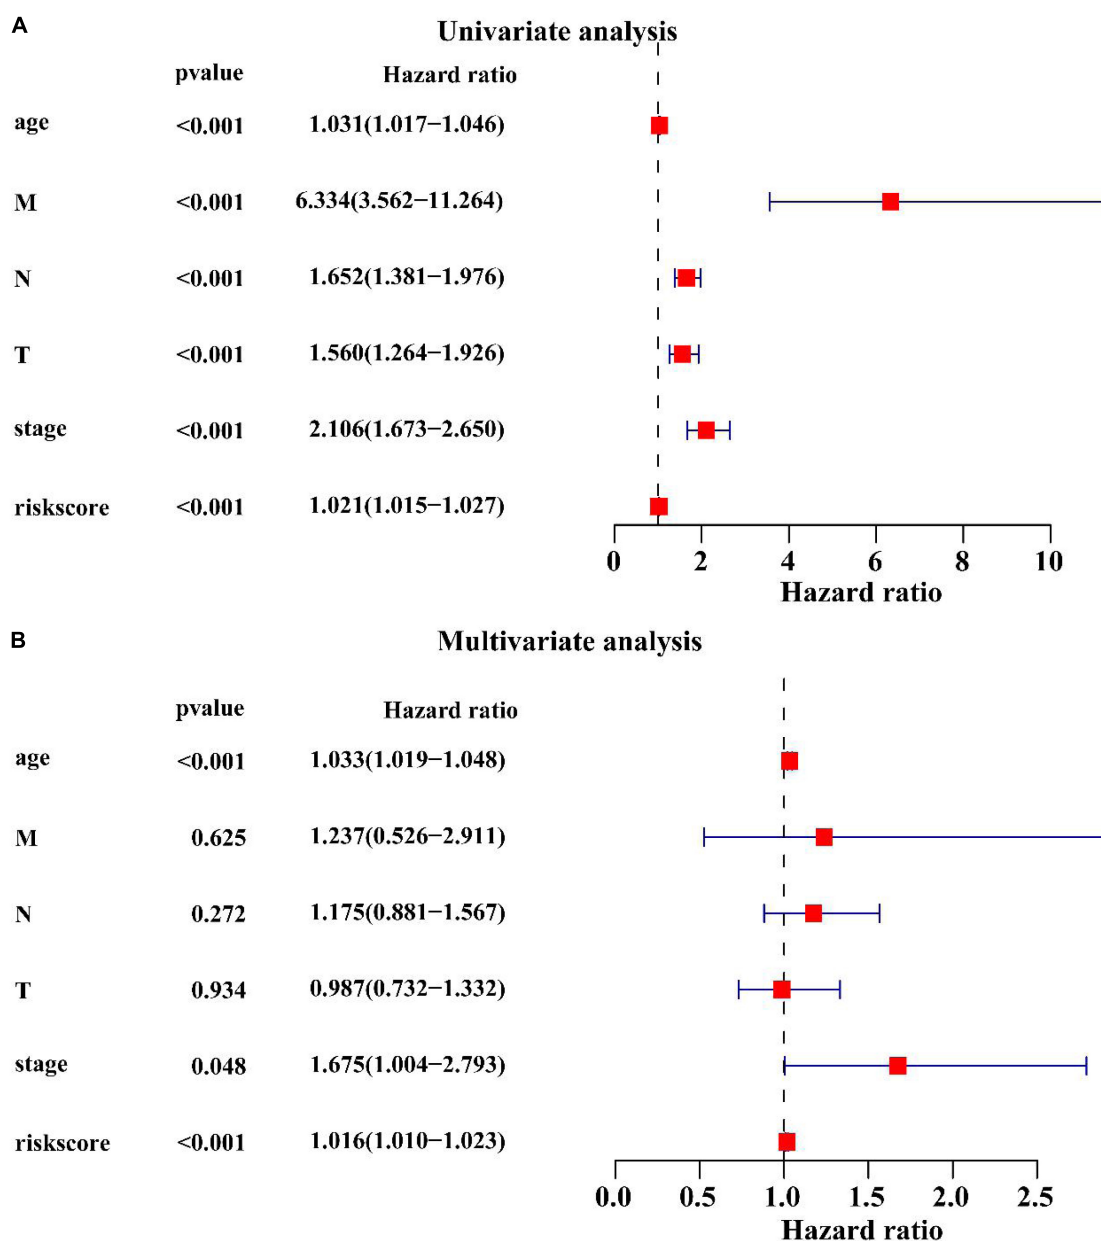 A
Univariate analysis
pvalue Hazard ratio
age <0.001 1.031(1.017−1.046)
M <0.001 6.334(3.562−11.264)
N <0.001 1.652(1.381−1.976)
T <0.001 1.560(1.264−1.926)
stage <0.001 2.106(1.673−2.650)
riskscore <0.001 1.021(1.015−1.027)
0 2 4 6 8 10
Hazard ratio
B
Multivariate analysis
pvalue Hazard ratio
age <0.001 1.033(1.019−1.048)
M 0.625 1.237(0.526−2.911)
N 0.272 1.175(0.881−1.567)
T 0.934 0.987(0.732−1.332)
stage 0.048 1.675(1.004−2.793)
riskscore <0.001 1.016(1.010−1.023)
0.0 0.5 1.0 1.5 2.0 2.5
Hazard ratio